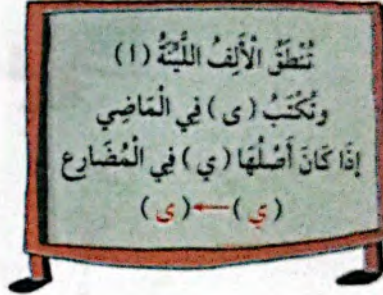 تُنْطَقُ الْأَلِفُ اللَّيِّنَةُ (ا)
وَتُكْتَبُ (ى) فِي الْمَاضِي
إِذَا كَانَ أَصْلُهَا (ي) فِي الْمُضَارِعِ
(ي) ← (ى)